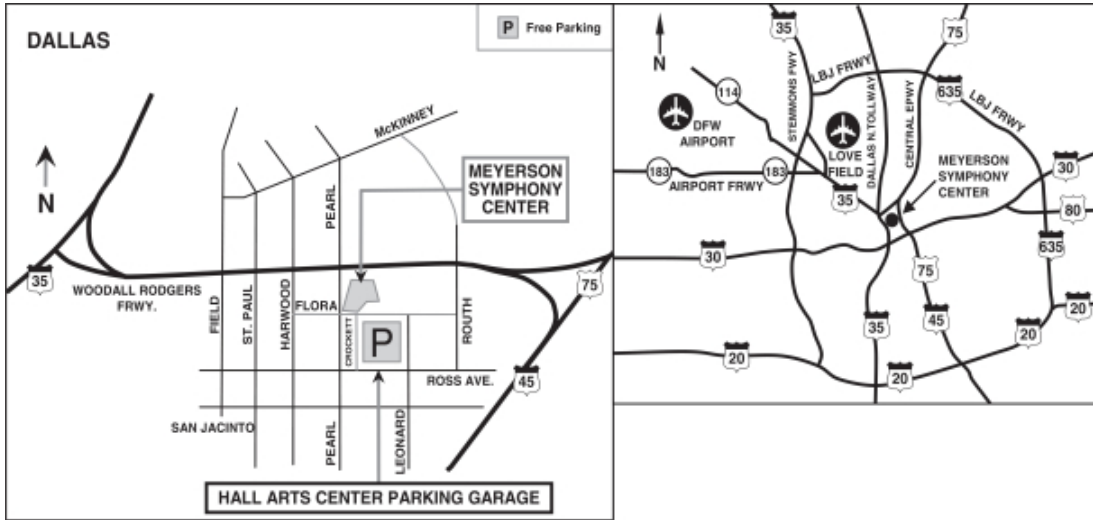 DALLAS
P Free Parking
McKINNEY
MEYERSON
SYMPHONY
CENTER
PEARL
N
35
WOODALL RODGERS
FRWY.
75
FIELD
ST. PAUL
HARWOOD
FLORA
CROCKETT
P
ROUTH
ROSS AVE.
45
SAN JACINTO
PEARL
LEONARD
HALL ARTS CENTER PARKING GARAGE
N
35
75
STEMMONS FWY
LBJ FRWY
635
LBJ FRWY
114
DFW
AIRPORT
LOVE
FIELD
DALLAS N.TOLLWAY
CENTRAL EPWY
MEYERSON
SYMPHONY
CENTER
183
AIRPORT FRWY
183
35
30
80
30
75
635
35
45
20
20
20
20